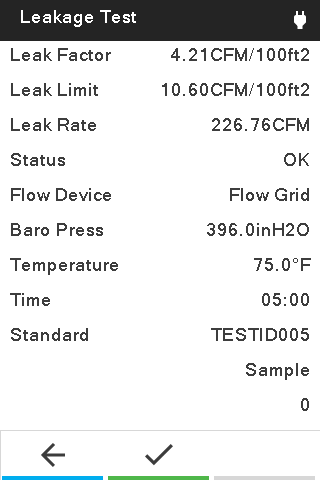 Leakage Test
Leak Factor 4.21CFM/100ft2
Leak Limit 10.60CFM/100ft2
Leak Rate 226.76CFM
Status OK
Flow Device Flow Grid
Baro Press 396.0inH2O
Temperature 75.0°F
Time 05:00
Standard TESTID005
Sample
0